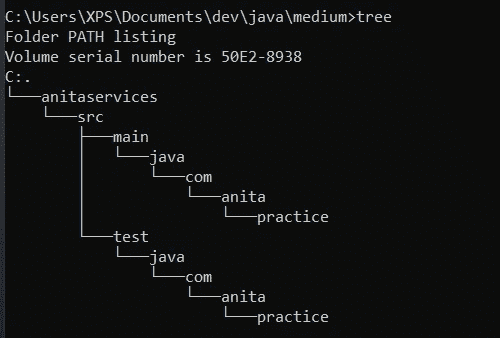 C:\Users\XPS\Documents\dev\java\medium>tree
Folder PATH listing
Volume serial number is 50E2-8938
C:.
└───anitaservices
    └───src
        ├───main
        │   └───java
        │       └───com
        │           └───anita
        │               └───practice
        └───test
            └───java
                └───com
                    └───anita
                        └───practice